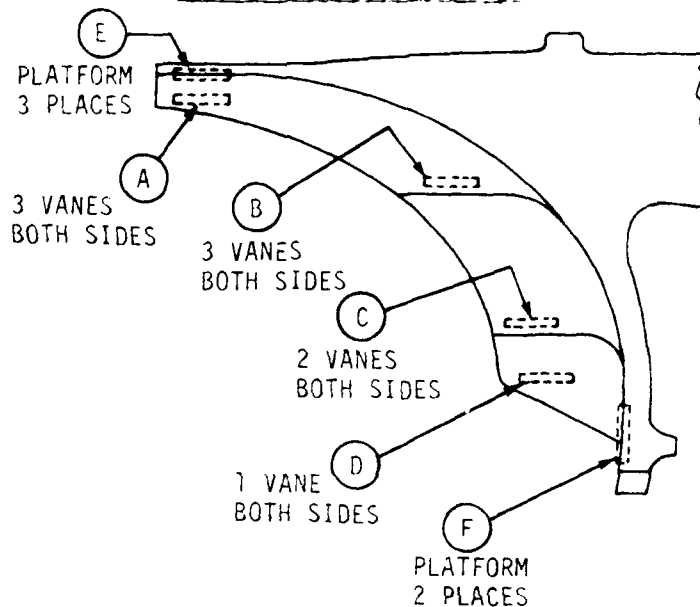 E
PLATFORM
3 PLACES
A
3 VANES
BOTH SIDES
B
3 VANES
BOTH SIDES
C
2 VANES
BOTH SIDES
D
1 VANE
BOTH SIDES
F
PLATFORM
2 PLACES